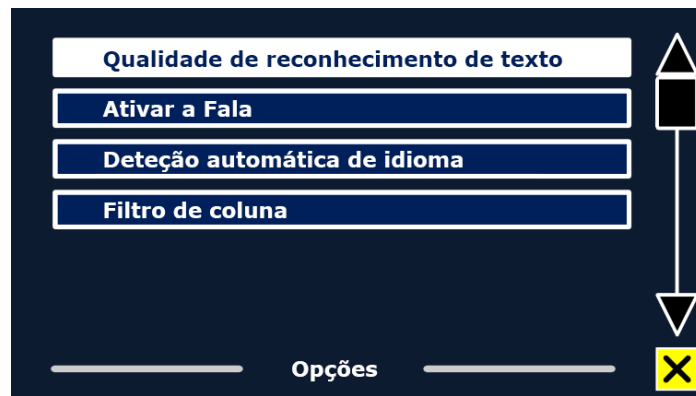 Qualidade de reconhecimento de texto
Ativar a Fala
Deteção automática de idioma
Filtro de coluna
Opções